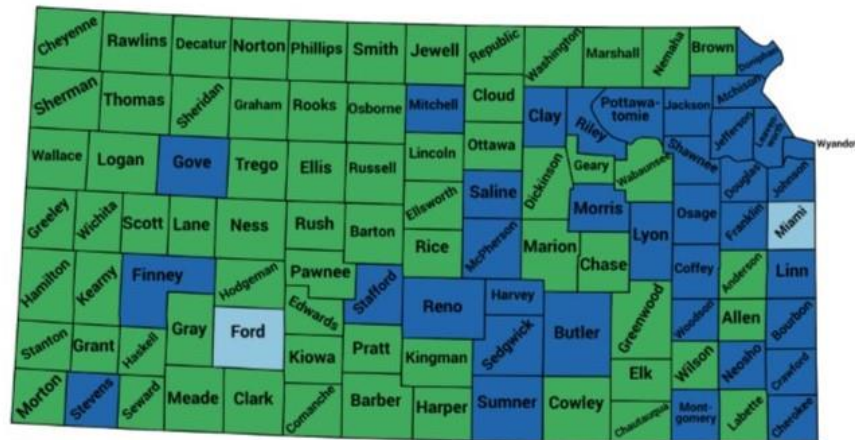 Cheyenne
Rawlins
Decatur
Norton
Phillips
Smith
Jewell
Republic
Washington
Marshall
Nemaha
Brown
Doniphan
Sherman
Thomas
Sheridan
Graham
Rooks
Osborne
Mitchell
Cloud
Clay
Riley
Pottawa-
tomie
Jackson
Atchison
Jefferson
Leaven-
worth
Wyandot
Wallace
Logan
Gove
Trego
Ellis
Russell
Lincoln
Ottawa
Saline
Dickinson
Geary
Wabaunsee
Shawnee
Douglas
Johnson
Greeley
Wichita
Scott
Lane
Ness
Rush
Barton
Ellsworth
Rice
McPherson
Marion
Morris
Chase
Lyon
Osage
Franklin
Miami
Hamilton
Kearny
Finney
Hodgeman
Pawnee
Stafford
Reno
Harvey
Butler
Greenwood
Coffey
Anderson
Linn
Stanton
Grant
Haskell
Gray
Ford
Edwards
Kiowa
Pratt
Kingman
Sedgwick
Elk
Woodson
Allen
Bourbon
Wilson
Neosho
Crawford
Morton
Stevens
Seward
Meade
Clark
Comanche
Barber
Harper
Sumner
Cowley
Chautauqua
Mont-
gomery
Labette
Cherokee